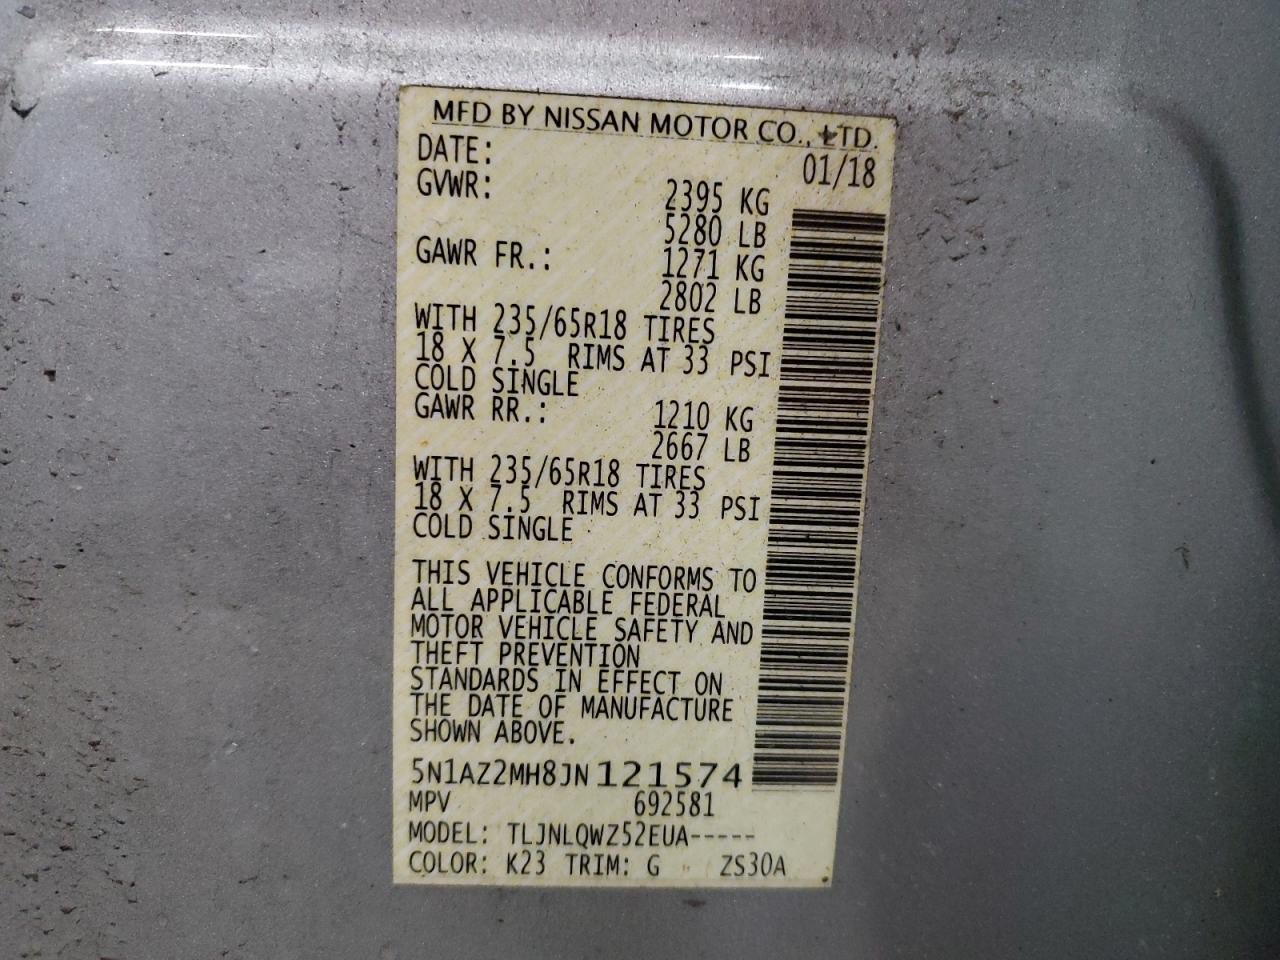 MFD BY NISSAN MOTOR CO., LTD.
DATE: 01/18
GVWR: 2395 KG
5280 LB
GAWR FR.: 1271 KG
2802 LB
WITH 235/65R18 TIRES
18 X 7.5 RIMS AT 33 PSI
COLD SINGLE
GAWR RR.: 1210 KG
2667 LB
WITH 235/65R18 TIRES
18 X 7.5 RIMS AT 33 PSI
COLD SINGLE
THIS VEHICLE CONFORMS TO
ALL APPLICABLE FEDERAL
MOTOR VEHICLE SAFETY AND
THEFT PREVENTION
STANDARDS IN EFFECT ON
THE DATE OF MANUFACTURE
SHOWN ABOVE.
5N1AZ2MH8JN121574
MPV 692581
MODEL: TLJNLQWZ52EUA-----
COLOR: K23 TRIM: G ZS30A